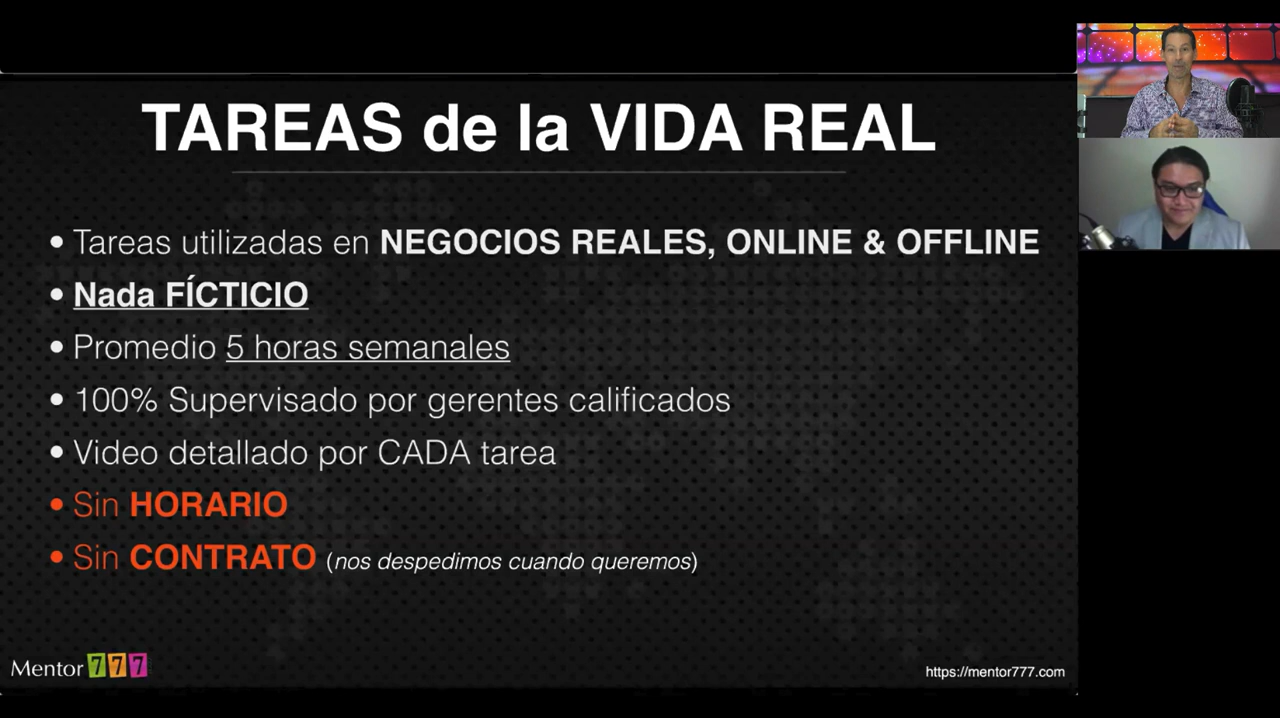 TAREAS de la VIDA REAL
• Tareas utilizadas en NEGOCIOS REALES, ONLINE & OFFLINE
• Nada FÍCTICIO
• Promedio 5 horas semanales
• 100% Supervisado por gerentes calificados
• Video detallado por CADA tarea
• Sin HORARIO
• Sin CONTRATO (nos despedimos cuando queremos)
Mentor 777
https://mentor777.com